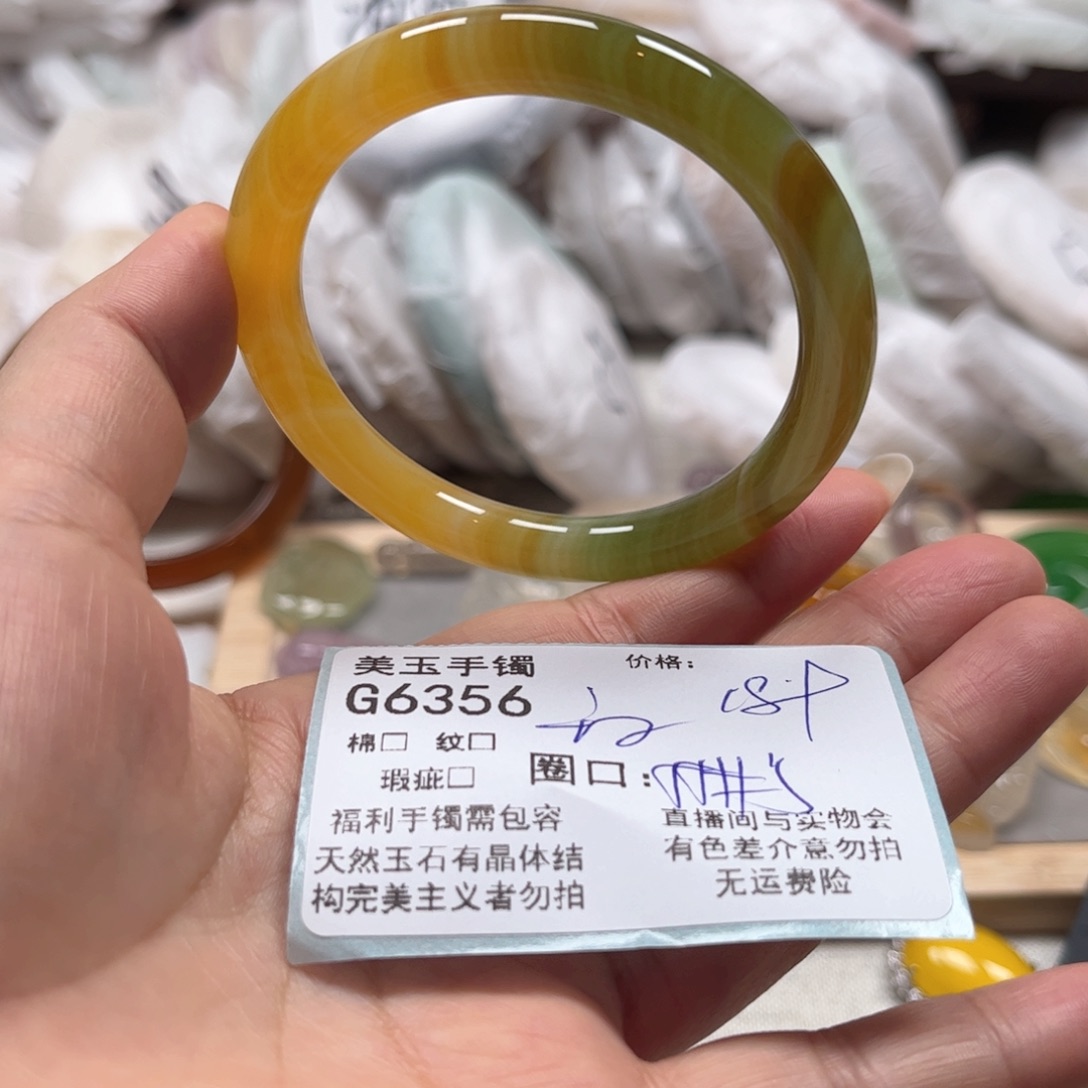 美玉手镯 价格:
G6356
棉□ 纹□
瑕疵□ 圈口:
福利手镯需包容
天然玉石有晶体结
构完美主义者勿拍
直播间与实物会
有色差介意勿拍
无运费险